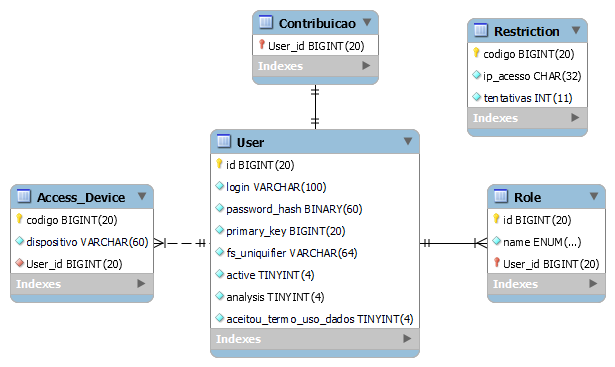 Contribuicao
User_id BIGINT(20)
Indexes
Restriction
codigo BIGINT(20)
ip_acesso CHAR(32)
tentativas INT(11)
Indexes
User
id BIGINT(20)
login VARCHAR(100)
password_hash BINARY(60)
primary_key BIGINT(20)
fs_uniquifier VARCHAR(64)
active TINYINT(4)
analysis TINYINT(4)
aceitou_termo_uso_dados TINYINT(4)
Indexes
Access_Device
codigo BIGINT(20)
dispositivo VARCHAR(60)
User_id BIGINT(20)
Indexes
Role
id BIGINT(20)
name ENUM(...)
User_id BIGINT(20)
Indexes